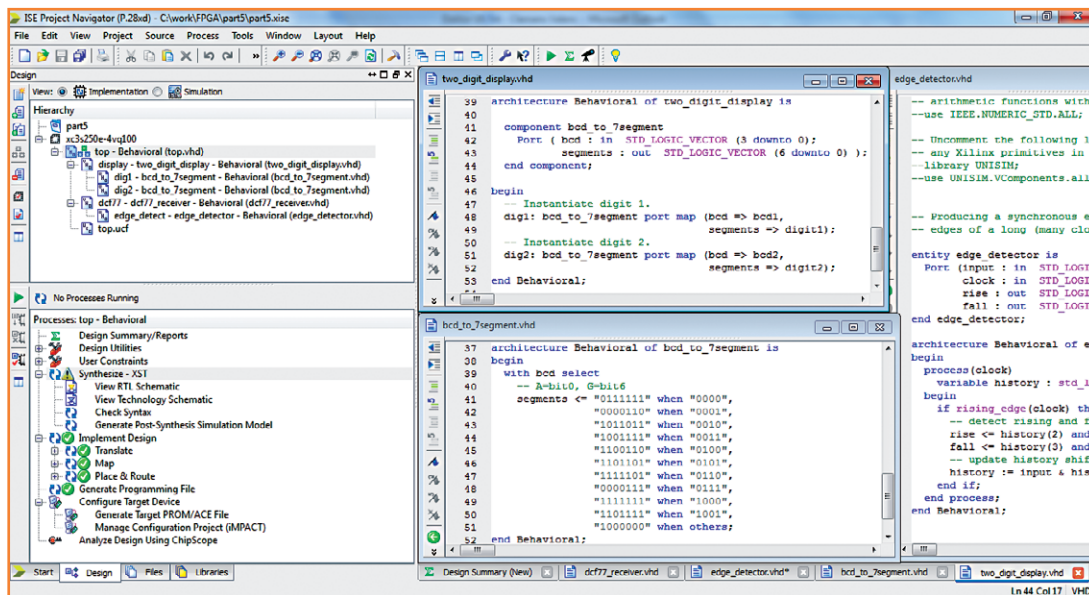 ISE Project Navigator (P.28xd) - C:\work\FPGA\part5\part5.xise
File Edit View Project Source Process Tools Window Layout Help
Design
View: Implementation Simulation
Hierarchy
part5
xc3s250e-4vq100
top - Behavioral (top.vhd)
display - two_digit_display - Behavioral (two_digit_display.vhd)
dig1 - bcd_to_7segment - Behavioral (bcd_to_7segment.vhd)
dig2 - bcd_to_7segment - Behavioral (bcd_to_7segment.vhd)
dcf77 - dcf77_receiver - Behavioral (dcf77_receiver.vhd)
edge_detect - edge_detector - Behavioral (edge_detector.vhd)
top.ucf
No Processes Running
Processes: top - Behavioral
Design Summary/Reports
Design Utilities
User Constraints
Synthesize - XST
View RTL Schematic
View Technology Schematic
Check Syntax
Generate Post-Synthesis Simulation Model
Implement Design
Translate
Map
Place & Route
Generate Programming File
Configure Target Device
Generate Target PROM/ACE File
Manage Configuration Project (iMPACT)
Analyze Design Using ChipScope
Start Design Files Libraries
two_digit_display.vhd
39 architecture Behavioral of two_digit_display is
40
41 component bcd_to_7segment
42 Port ( bcd : in STD_LOGIC_VECTOR (3 downto 0);
43 segments : out STD_LOGIC_VECTOR (6 downto 0) );
44 end component;
45
46 begin
47 -- Instantiate digit 1.
48 dig1: bcd_to_7segment port map (bcd => bcd1,
49 segments => digit1);
50 -- Instantiate digit 2.
51 dig2: bcd_to_7segment port map (bcd => bcd2,
52 segments => digit2);
53 end Behavioral;
bcd_to_7segment.vhd
37 architecture Behavioral of bcd_to_7segment is
38 begin
39 with bcd select
40 -- A=bit0, G=bit6
41 segments <= "0111111" when "0000",
42 "0000110" when "0001",
43 "1011011" when "0010",
44 "1001111" when "0011",
45 "1100110" when "0100",
46 "1101101" when "0101",
47 "1111101" when "0110",
48 "0000111" when "0111",
49 "1111111" when "1000",
50 "1101111" when "1001",
51 "1000000" when others;
52 end Behavioral;
edge_detector.vhd
-- arithmetic functions with
--use IEEE.NUMERIC_STD.ALL;
-- Uncomment the following l
-- any Xilinx primitives in
--library UNISIM;
--use UNISIM.VComponents.all
-- Producing a synchronous e
-- edges of a long (many clo
entity edge_detector is
Port (input : in STD_LOGIC
clock : in STD_LOGI
rise : out STD_LOGI
fall : out STD_LOGI
end edge_detector;
architecture Behavioral of e
begin
process(clock)
variable history : std_l
begin
if rising_edge(clock) th
-- detect rising and f
rise <= history(2) and
fall <= history(3) and
-- update history shif
history := input & his
end if;
end process;
end Behavioral;
Design Summary (New) dcf77_receiver.vhd edge_detector.vhd* bcd_to_7segment.vhd two_digit_display.vhd
Ln 44 Col 17 VHD